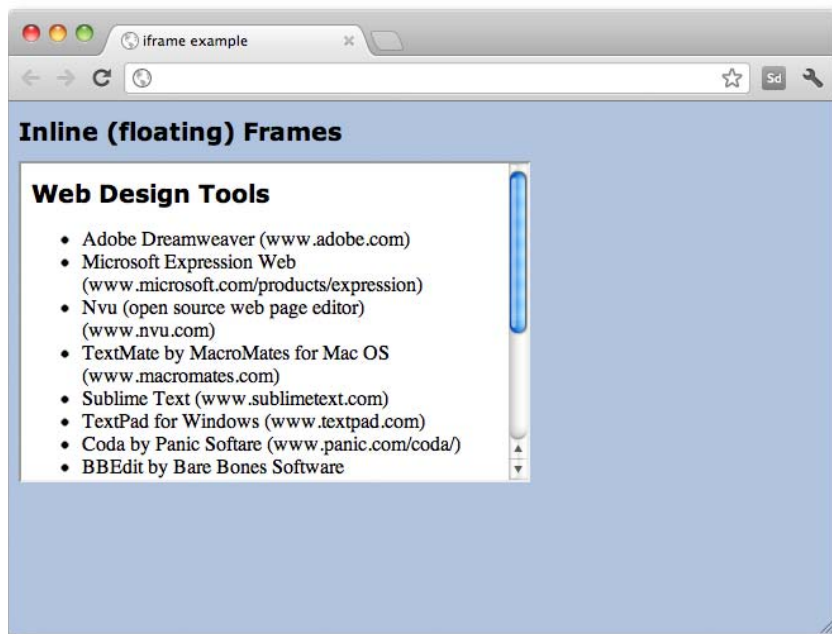 iframe example
Sd
Inline (floating) Frames
Web Design Tools
• Adobe Dreamweaver (www.adobe.com)
• Microsoft Expression Web
(www.microsoft.com/products/expression)
• Nvu (open source web page editor)
(www.nvu.com)
• TextMate by MacroMates for Mac OS
(www.macromates.com)
• Sublime Text (www.sublimetext.com)
• TextPad for Windows (www.textpad.com)
• Coda by Panic Softare (www.panic.com/coda/)
• BBEdit by Bare Bones Software